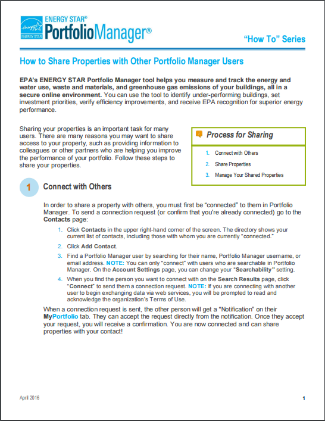 ENERGY STAR®
PortfolioManager®
"How To" Series
How to Share Properties with Other Portfolio Manager Users
EPA's ENERGY STAR Portfolio Manager tool helps you measure and track the energy and
water use, waste and materials, and greenhouse gas emissions of your buildings, all in a
secure online environment. You can use the tool to identify under-performing buildings, set
investment priorities, verify efficiency improvements, and receive EPA recognition for superior energy
performance.
Sharing your properties is an important task for many
users. There are many reasons you may want to share
access to your property, such as providing information to
colleagues or other partners who are helping you improve
the performance of your portfolio. Follow these steps to
share your properties.
Process for Sharing
1. Connect with Others
2. Share Properties
3. Manage Your Shared Properties
1 Connect with Others
In order to share a property with others, you must first be "connected" to them in Portfolio
Manager. To send a connection request (or confirm that you're already connected) go to the
Contacts page:
1. Click Contacts in the upper right-hand corner of the screen. The directory shows your
current list of contacts, including those with whom you are currently "connected."
2. Click Add Contact.
3. Find a Portfolio Manager user by searching for their name, Portfolio Manager username, or
email address. NOTE: You can only "connect" with users who are searchable in Portfolio
Manager. On the Account Settings page, you can change your "Searchability" setting.
4. When you find the person you want to connect with on the Search Results page, click
"Connect" to send them a connection request. NOTE: If you are connecting with another
user to begin exchanging data via web services, you will be prompted to read and
acknowledge the organization's Terms of Use.
When a connection request is sent, the other person will get a "Notification" on their
MyPortfolio tab. They can accept the request directly from the notification. Once they accept
your request, you will receive a confirmation. You are now connected and can share
properties with your contact!
April 2016
1